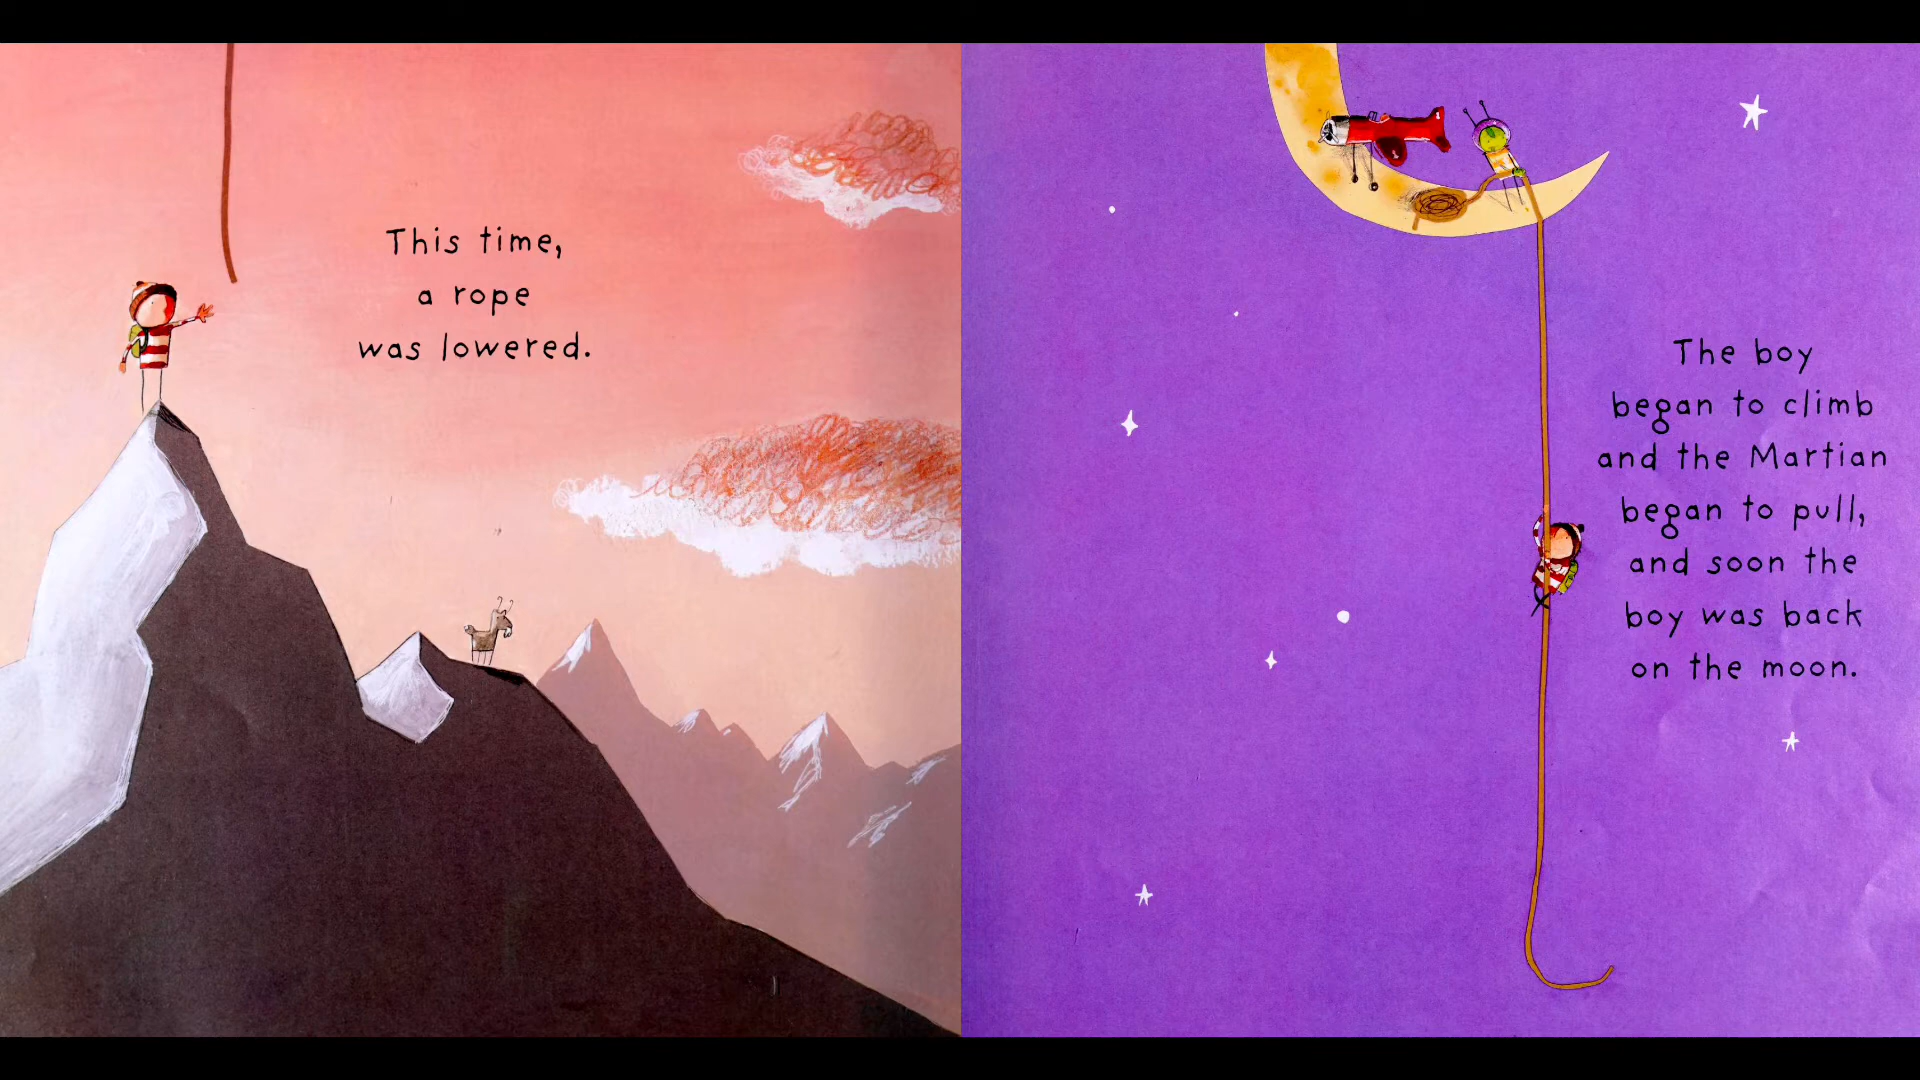 This time,
a rope
was lowered.
The boy
began to climb
and the Martian
began to pull,
and soon the
boy was back
on the moon.